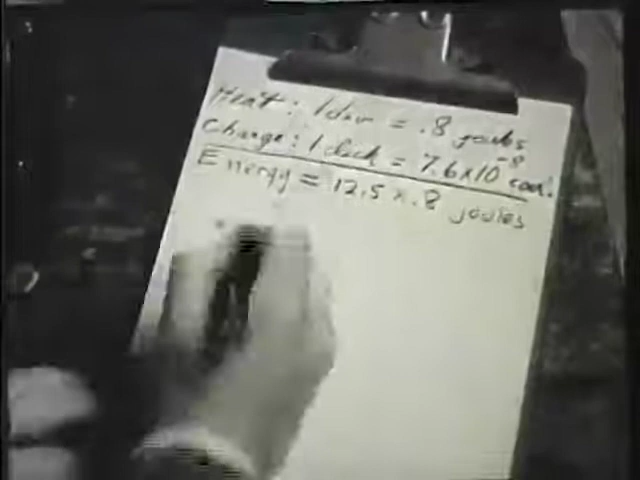 Heat: 1 div = .8 joules
Charge: 1 click = 7.6x10⁻⁸ coul.
Energy = 12.5 x .8 joules